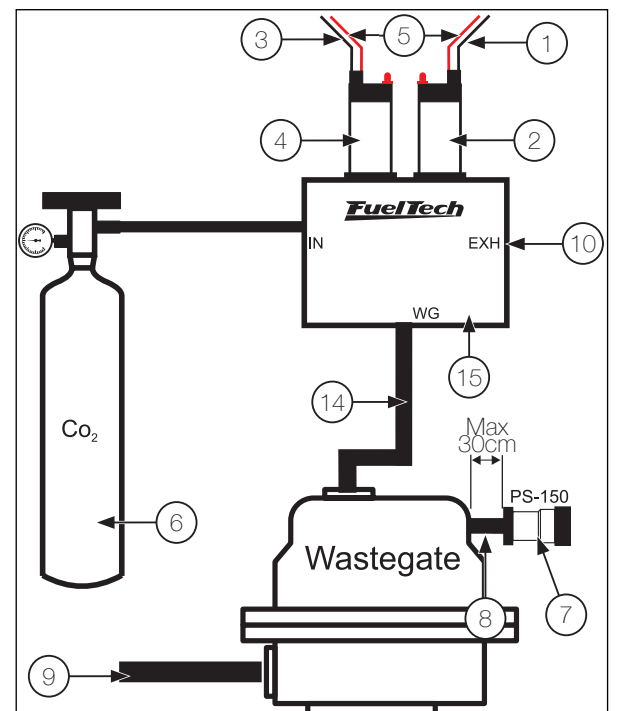 3
5
1
4
2
FuelTech
IN
EXH
10
WG
15
14
Max
30cm
PS-150
Co₂
6
Wastegate
8
7
9